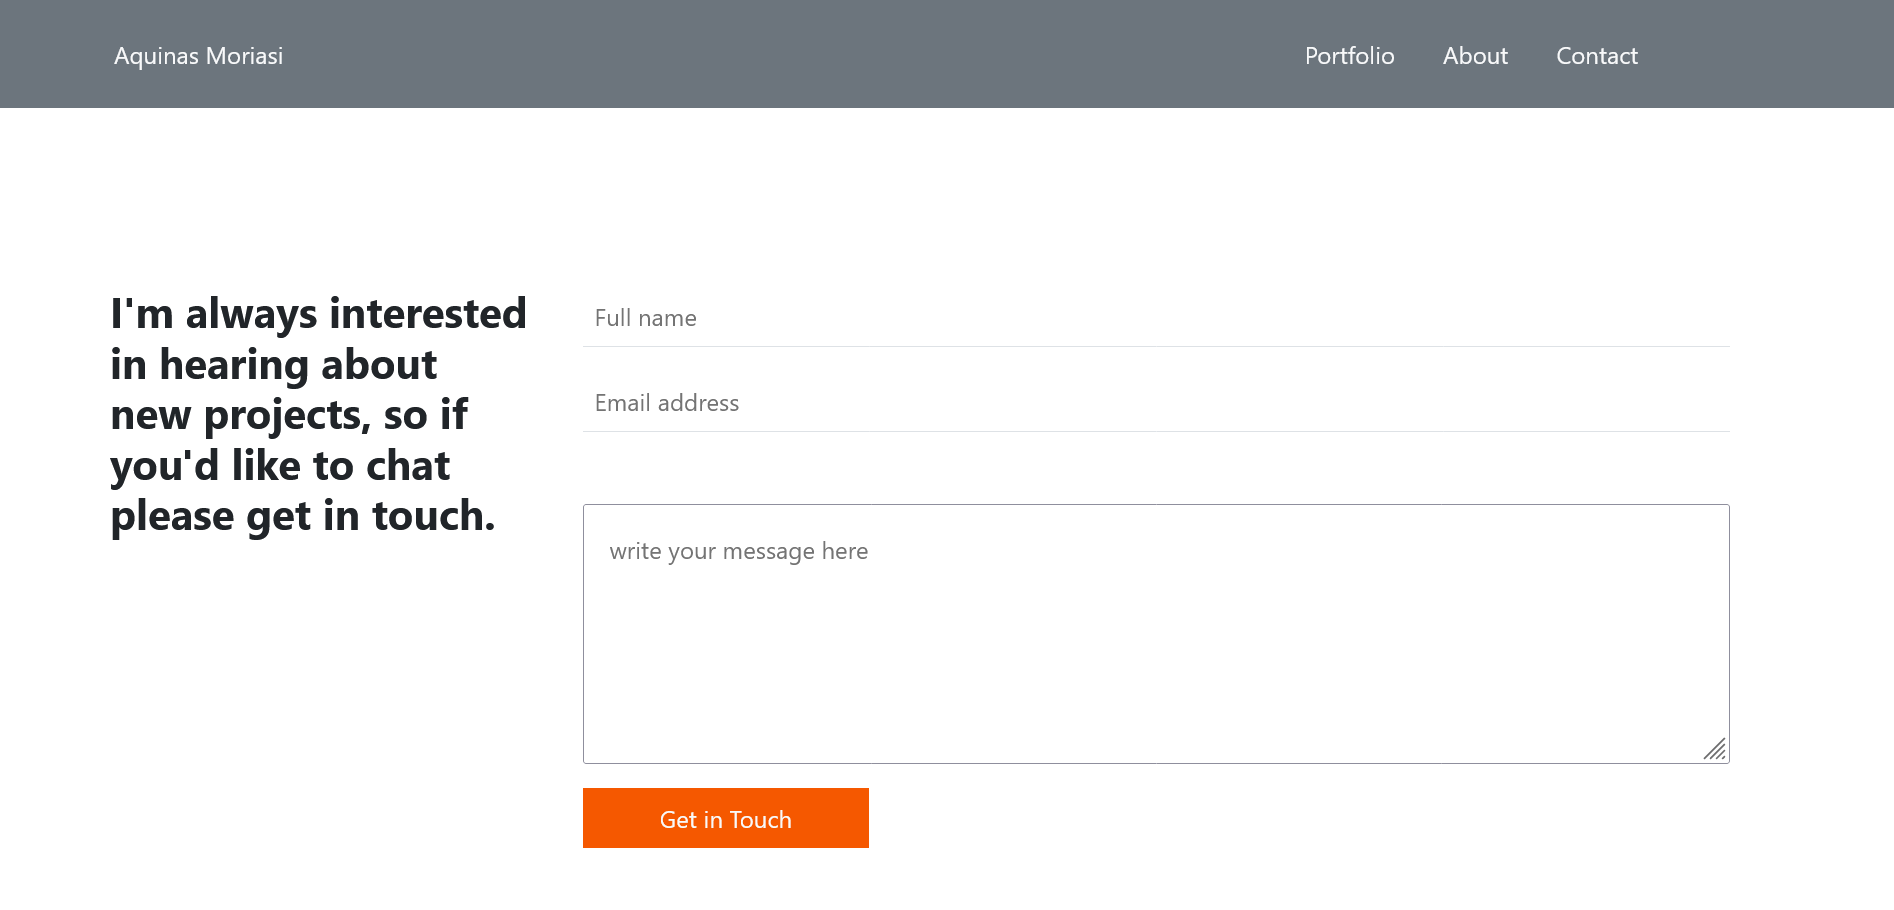 Aquinas Moriasi
Portfolio
About
Contact
I'm always interested
in hearing about
new projects, so if
you'd like to chat
please get in touch.
Full name
Email address
write your message here
Get in Touch